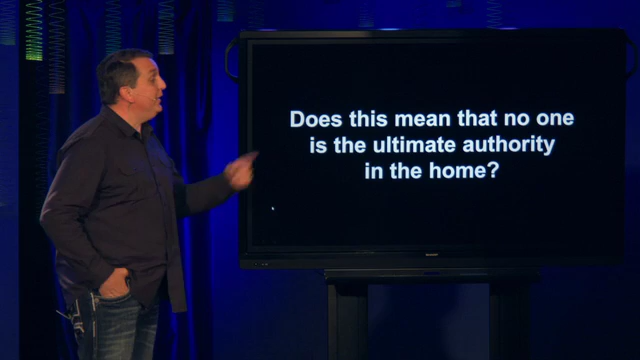 Does this mean that no one
is the ultimate authority
in the home?